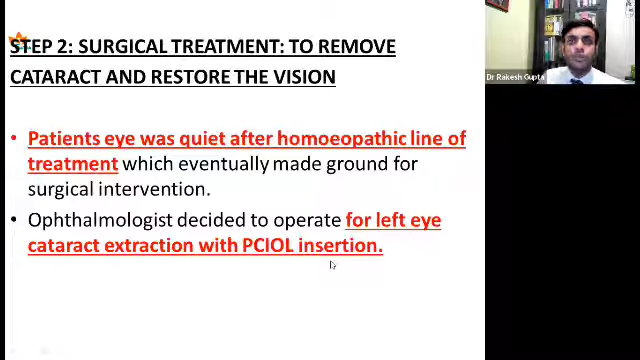 STEP 2: SURGICAL TREATMENT: TO REMOVE
CATARACT AND RESTORE THE VISION
• Patients eye was quiet after homoeopathic line of
treatment which eventually made ground for
surgical intervention.
• Ophthalmologist decided to operate for left eye
cataract extraction with PCIOL insertion.
Dr Rakesh Gupta